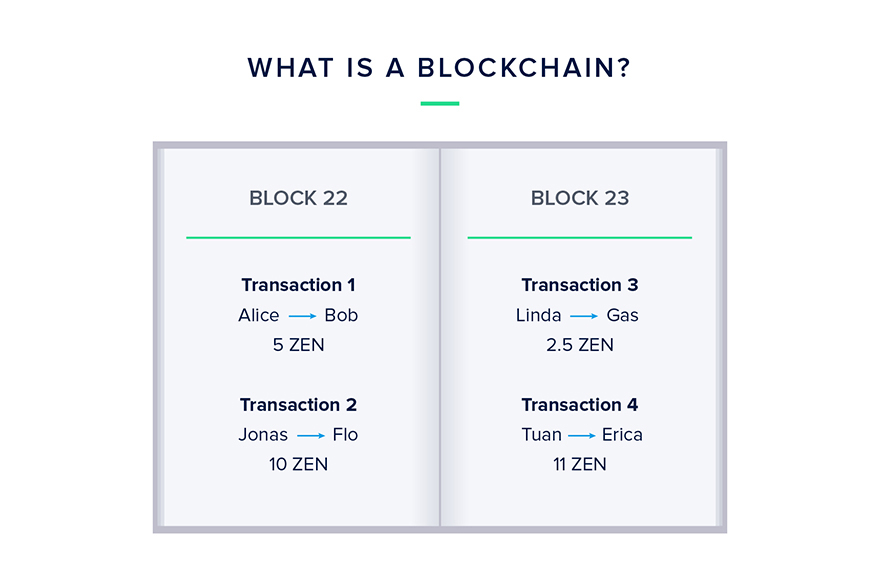 WHAT IS A BLOCKCHAIN?
BLOCK 22
Transaction 1
Alice → Bob
5 ZEN
Transaction 2
Jonas → Flo
10 ZEN
BLOCK 23
Transaction 3
Linda → Gas
2.5 ZEN
Transaction 4
Tuan → Erica
11 ZEN